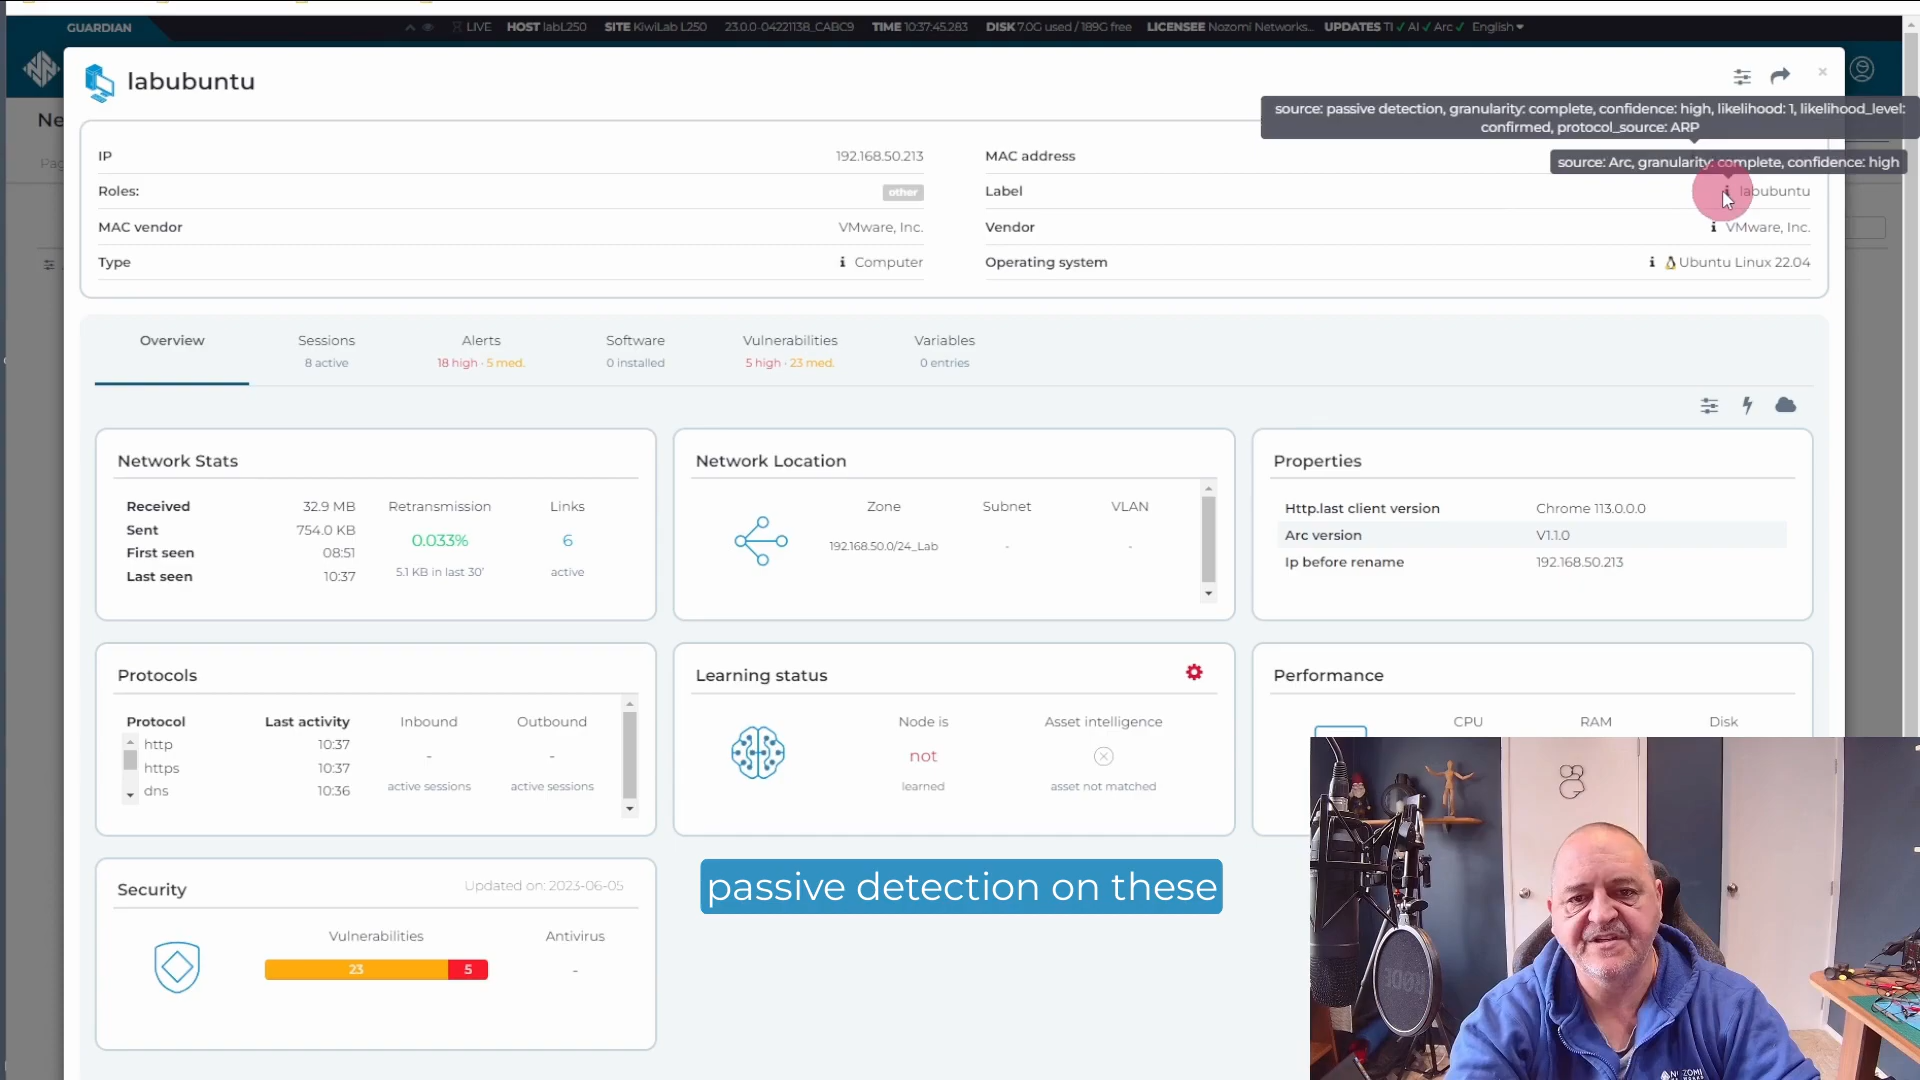 GUARDIAN
LIVE HOST labL250 SITE KiwiLab L250 23.0.0-04221138_CABC9 TIME 10:37:45.283 DISK 7.0G used / 189G free LICENSEE Nozomi Networks... UPDATES TI ✓ AI ✓ Arc ✓ English
labubuntu
Ne
Pag
source: passive detection, granularity: complete, confidence: high, likelihood: 1, likelihood_level:
confirmed, protocol_source: ARP
IP 192.168.50.213 MAC address
source: Arc, granularity: complete, confidence: high
Roles: other Label labubuntu
MAC vendor VMware, Inc. Vendor VMware, Inc.
Type Computer Operating system Ubuntu Linux 22.04
Overview Sessions Alerts Software Vulnerabilities Variables
8 active 18 high · 5 med. 0 installed 5 high · 23 med. 0 entries
Network Stats
Received 32.9 MB Retransmission Links
Sent 754.0 KB 0.033% 6
First seen 08:51
Last seen 10:37 5.1 KB in last 30' active
Network Location
Zone Subnet VLAN
192.168.50.0/24_Lab - -
Properties
Http.last client version Chrome 113.0.0.0
Arc version V1.1.0
Ip before rename 192.168.50.213
Protocols
Protocol Last activity Inbound Outbound
http 10:37 - -
https 10:37
dns 10:36 active sessions active sessions
Learning status
Node is Asset intelligence
not
learned asset not matched
Performance
CPU RAM Disk
Security Updated on: 2023-06-05
Vulnerabilities Antivirus
23 5 -
passive detection on these
RØDE
NOZOMI